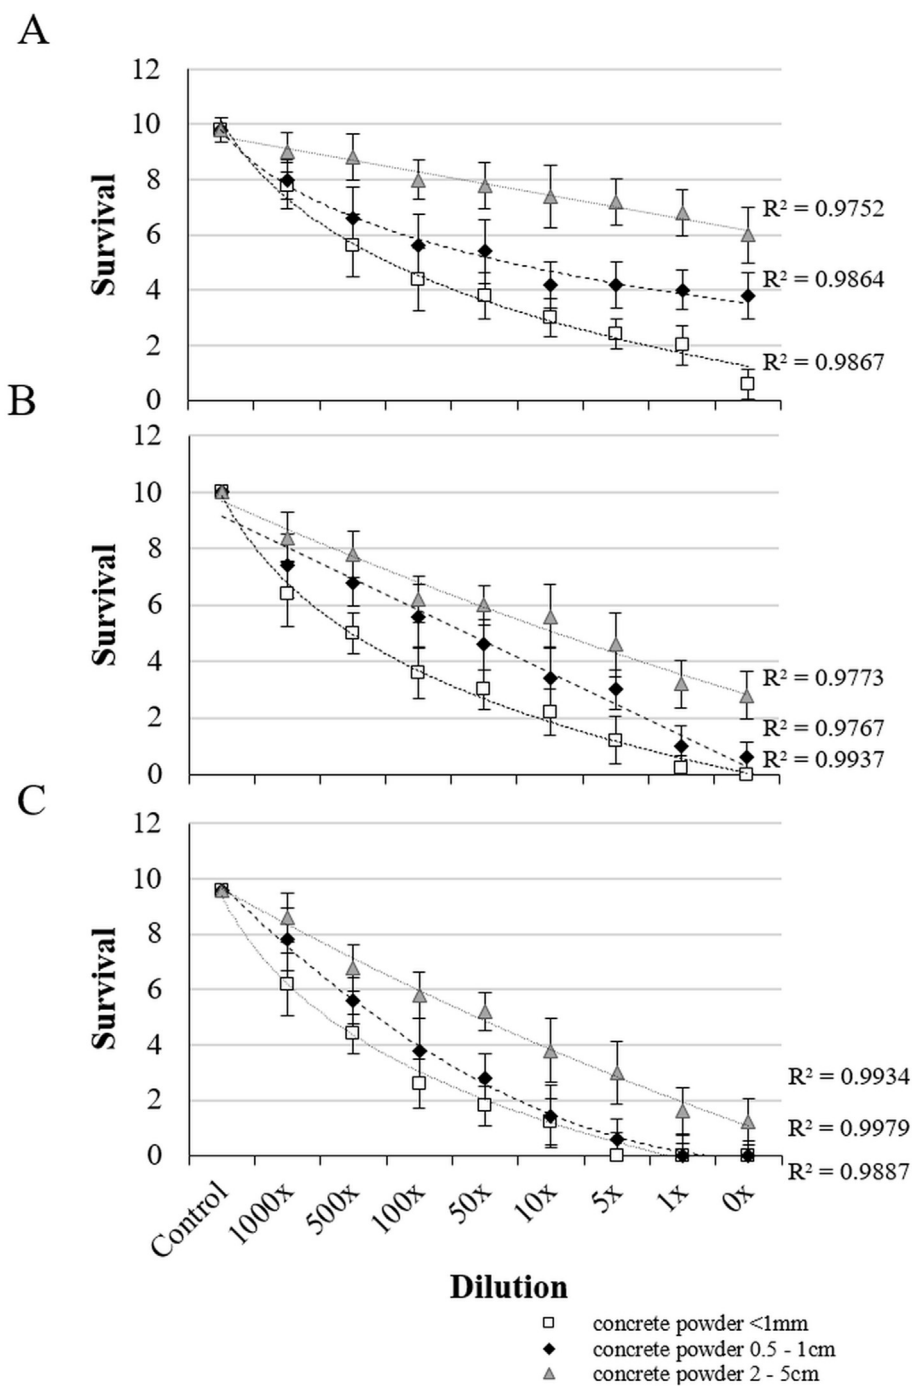 A
12
10
8
6
4
2
0
Survival
R² = 0.9752
R² = 0.9864
R² = 0.9867
B
12
10
8
6
4
2
0
Survival
R² = 0.9773
R² = 0.9767
R² = 0.9937
C
12
10
8
6
4
2
0
Survival
R² = 0.9934
R² = 0.9979
R² = 0.9887
Control 1000x 500x 100x 50x 10x 5x 1x 0x
Dilution
concrete powder <1mm
concrete powder 0.5 - 1cm
concrete powder 2 - 5cm